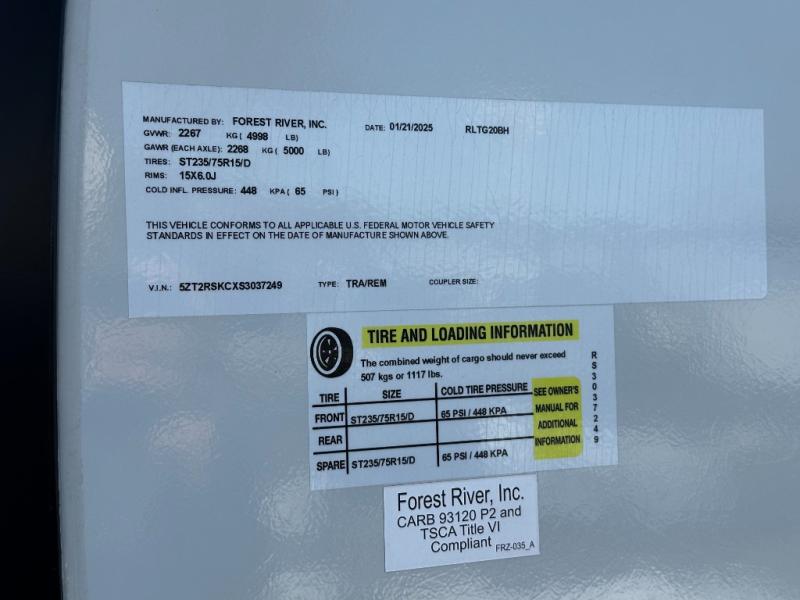 MANUFACTURED BY: FOREST RIVER, INC. DATE: 01/21/2025 RLTG20BH
GVWR: 2267 KG( 4998 LB)
GAWR (EACH AXLE): 2268 KG( 5000 LB)
TIRES: ST235/75R15/D
RIMS: 15X6.0J
COLD INFL. PRESSURE: 448 KPA( 65 PSI)
THIS VEHICLE CONFORMS TO ALL APPLICABLE U.S. FEDERAL MOTOR VEHICLE SAFETY
STANDARDS IN EFFECT ON THE DATE OF MANUFACTURE SHOWN ABOVE.
V.I.N.: 5ZT2RSKCXS3037249 TYPE: TRA/REM COUPLER SIZE:
TIRE AND LOADING INFORMATION
The combined weight of cargo should never exceed
507 kgs or 1117 lbs.
TIRE SIZE COLD TIRE PRESSURE
FRONT ST235/75R15/D 65 PSI / 448 KPA
REAR
SPARE ST235/75R15/D 65 PSI / 448 KPA
SEE OWNER'S
MANUAL FOR
ADDITIONAL
INFORMATION
RS3037249
Forest River, Inc.
CARB 93120 P2 and
TSCA Title VI
Compliant FRZ-035_A